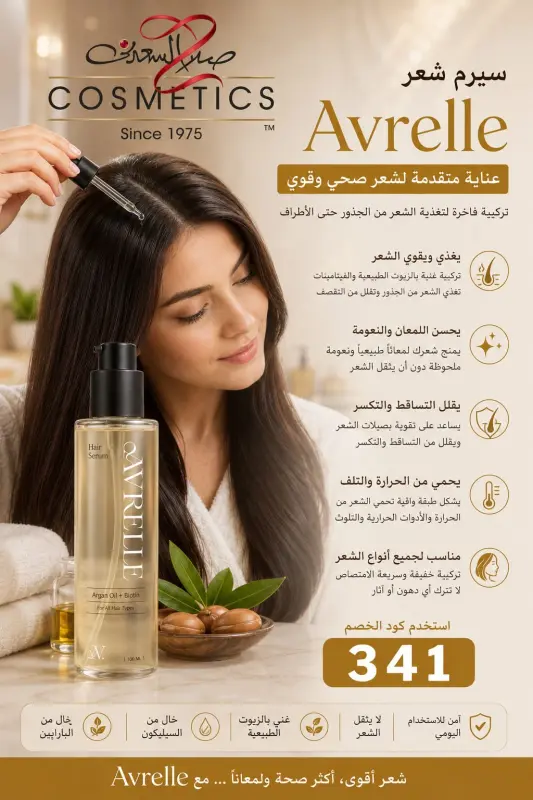 COSMETICS
Since 1975
TM
سيرم شعر
Avrelle
عناية متقدمة لشعر صحي وقوي
تركيبة فاخرة لتغذية الشعر من الجذور حتى الأطراف
يغذي ويقوي الشعر
تركيبة غنية بالزيوت الطبيعية والفيتامينات
تغذي الشعر من الجذور وتقلل من التقصف
يحسن اللمعان والنعومة
يمنح شعرك لمعاناً طبيعياً ونعومة
ملحوظة دون أن يثقل الشعر
يقلل التساقط والتكسر
يساعد على تقوية بصيلات الشعر
ويقلل من التساقط والتكسر
يحمي من الحرارة والتلف
يشكل طبقة واقية تحمي الشعر من
الحرارة والأدوات الحرارية والتلوث
مناسب لجميع أنواع الشعر
تركيبة خفيفة وسريعة الامتصاص
لا تترك أي دهون أو آثار
Hair
Serum
AVRELLE
Argan Oil + Biotin
For All Hair Types
استخدم كود الخصم
341
آمن للاستخدام
اليومي
لا يثقل
الشعر
غني بالزيوت
الطبيعية
خال من
السيليكون
خال من
البارابين
شعر أقوى، أكثر صحة ولمعاناً ... مع Avrelle